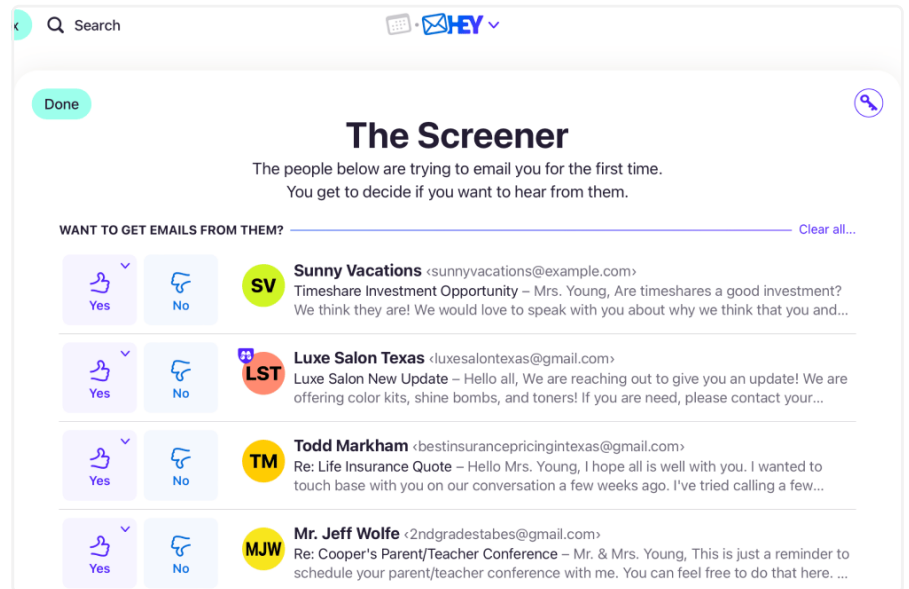 x
Search
HEY
Done
The Screener
The people below are trying to email you for the first time.
You get to decide if you want to hear from them.
WANT TO GET EMAILS FROM THEM?
Clear all...
Yes
No
SV
Sunny Vacations <sunnyvacations@example.com>
Timeshare Investment Opportunity – Mrs. Young, Are timeshares a good investment?
We think they are! We would love to speak with you about why we think that you and...
Yes
No
LST
Luxe Salon Texas <luxesalontexas@gmail.com>
Luxe Salon New Update – Hello all, We are reaching out to give you an update! We are
offering color kits, shine bombs, and toners! If you are need, please contact your...
Yes
No
TM
Todd Markham <bestinsurancepricingintexas@gmail.com>
Re: Life Insurance Quote – Hello Mrs. Young, I hope all is well with you. I wanted to
touch base with you on our conversation a few weeks ago. I've tried calling a few...
Yes
No
MJW
Mr. Jeff Wolfe <2ndgradestabes@gmail.com>
Re: Cooper's Parent/Teacher Conference – Mr. & Mrs. Young, This is just a reminder to
schedule your parent/teacher conference with me. You can feel free to do that here. ...